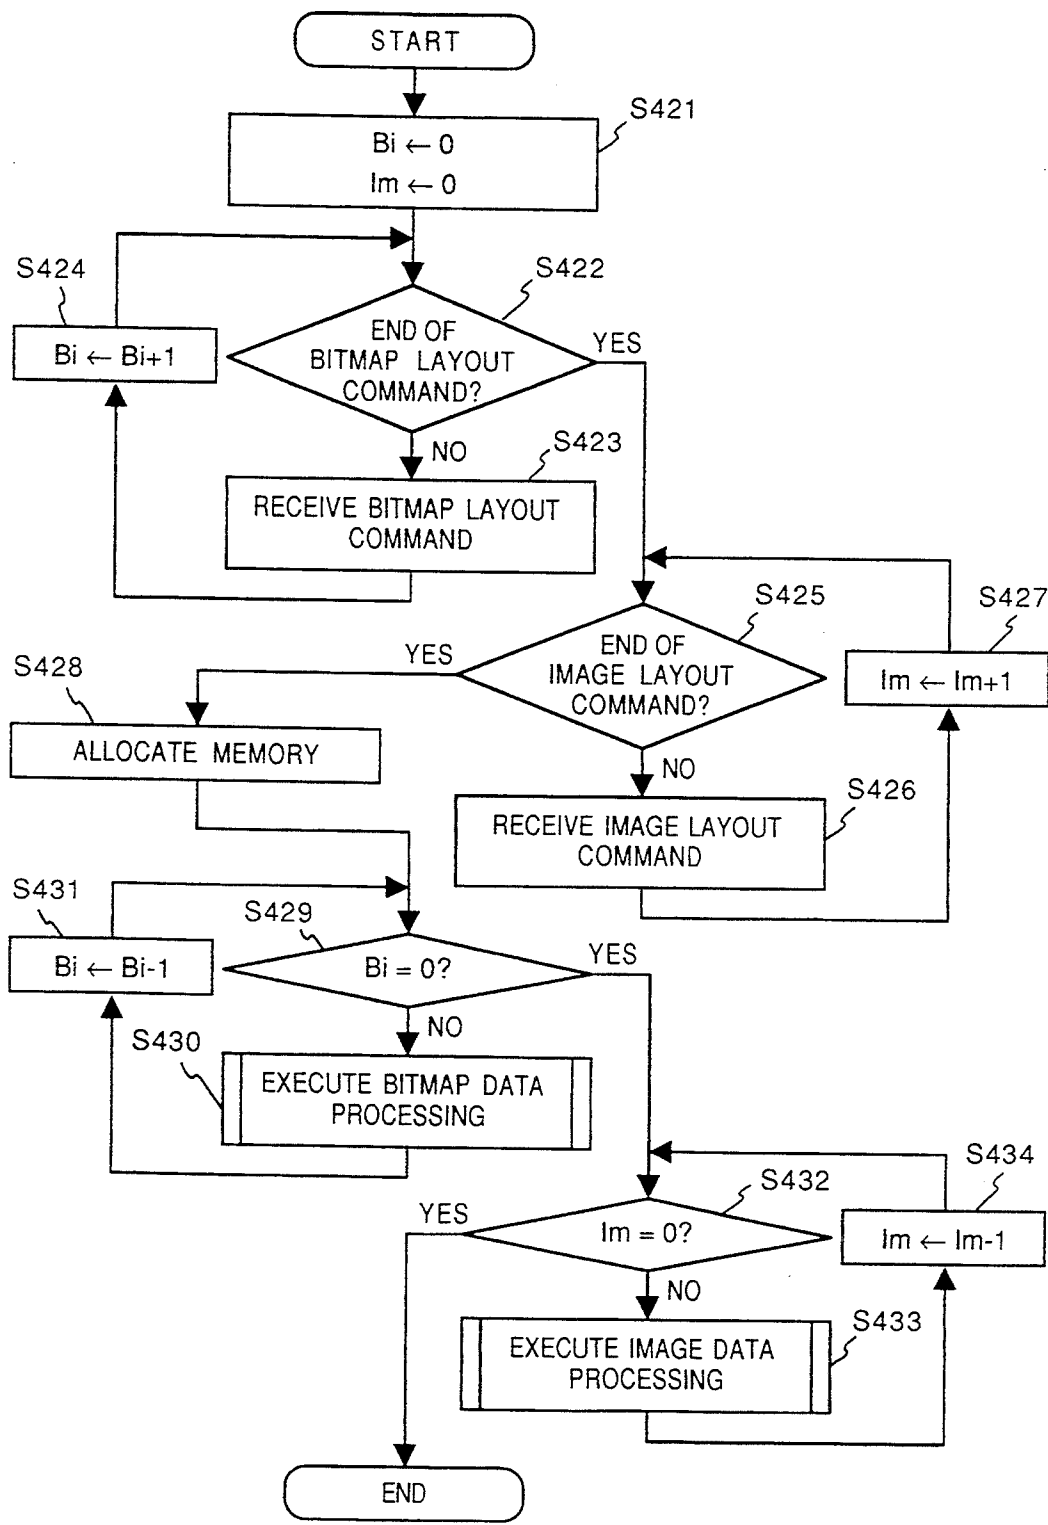 START
S421
Bi ← 0
Im ← 0
S424
S422
Bi ← Bi+1
END OF
BITMAP LAYOUT
COMMAND?
YES
NO
S423
RECEIVE BITMAP LAYOUT
COMMAND
S425
S427
YES
END OF
IMAGE LAYOUT
COMMAND?
Im ← Im+1
S428
ALLOCATE MEMORY
NO
S426
RECEIVE IMAGE LAYOUT
COMMAND
S431
S429
Bi ← Bi-1
Bi = 0?
YES
NO
S430
EXECUTE BITMAP DATA
PROCESSING
S434
S432
YES
Im = 0?
Im ← Im-1
NO
S433
EXECUTE IMAGE DATA
PROCESSING
END